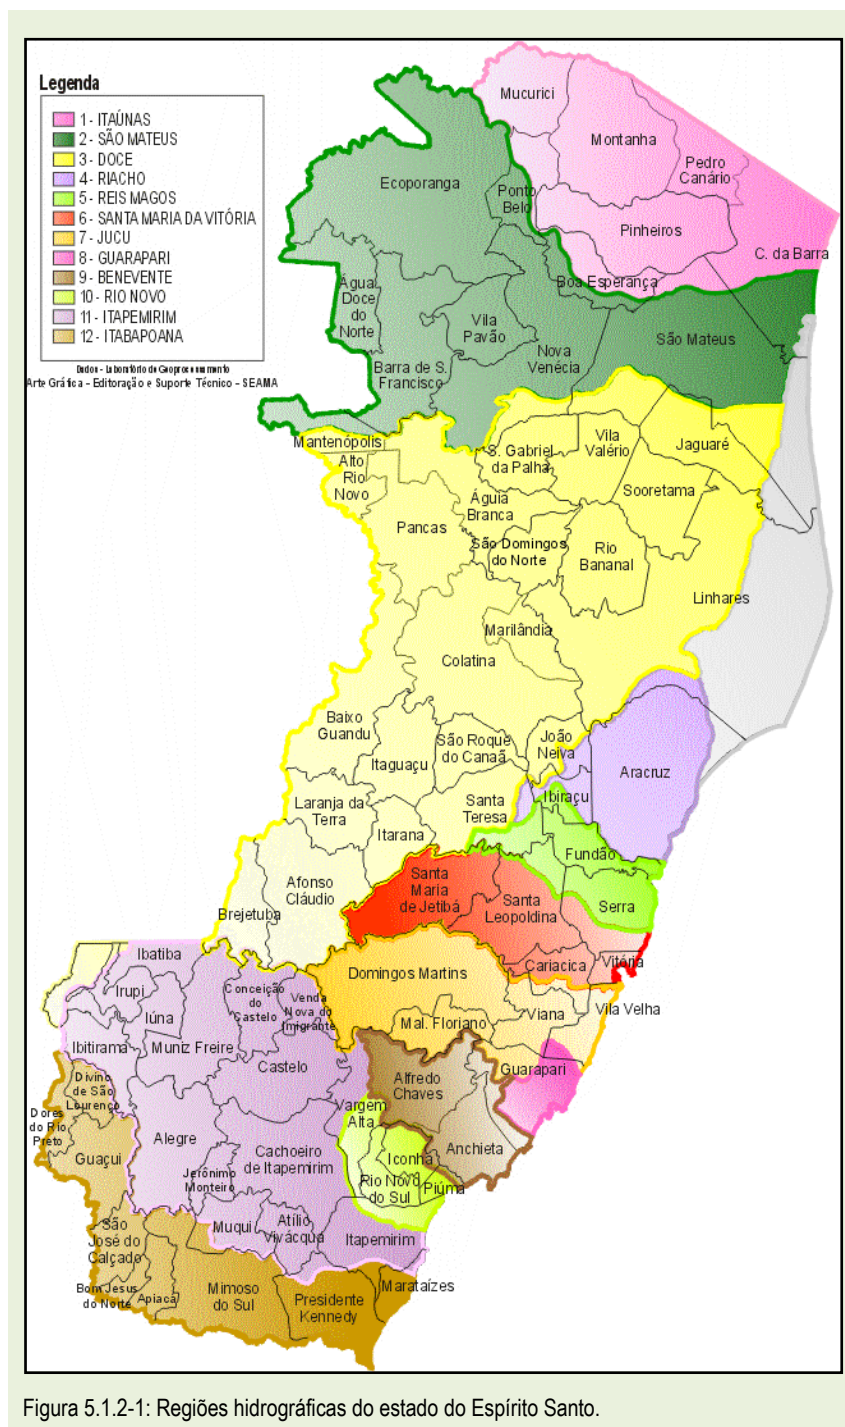 Legenda
1 - ITAÚNAS
2 - SÃO MATEUS
3 - DOCE
4 - RIACHO
5 - REIS MAGOS
6 - SANTA MARIA DA VITÓRIA
7 - JUCU
8 - GUARAPARI
9 - BENEVENTE
10 - RIO NOVO
11 - ITAPEMIRIM
12 - ITABAPOANA
Dados - Laboratório de Geoprocessamento
Arte Gráfica - Editoração e Suporte Técnico - SEAMA
Mucurici
Montanha
Pedro
Canário
Ecoporanga
Ponto
Belo
Pinheiros
C. da Barra
Boa Esperança
Água
Doce
do
Norte
Vila
Pavão
São Mateus
Nova
Venécia
Barra de S.
Francisco
Mantenópolis
Alto
Rio
Novo
S. Gabriel
da Palha
Vila
Valério
Jaguaré
Sooretama
Águia
Branca
Pancas
São Domingos
do Norte
Rio
Bananal
Linhares
Marilândia
Colatina
Baixo
Guandu
Itaguaçu
São Roque
do Canaã
João
Neiva
Aracruz
Ibiraçu
Laranja da
Terra
Santa
Teresa
Itarana
Fundão
Afonso
Cláudio
Santa
Maria
de Jetibá
Santa
Leopoldina
Serra
Brejetuba
Ibatiba
Domingos Martins
Cariacica
Vitória
Irupi
Conceição
do
Castelo
Venda
Nova do
Imigrante
Viana
Vila Velha
Iúna
Mal. Floriano
Ibitirama
Muniz Freire
Castelo
Guarapari
Divino
de São
Lourenço
Alfredo
Chaves
Dores
do Rio
Preto
Vargem
Alta
Alegre
Anchieta
Guaçui
Cachoeiro
de Itapemirim
Iconha
Jerônimo
Monteiro
Rio Novo
do Sul
Piúma
São
José do
Calçado
Muqui
Atílio
Vivácqua
Itapemirim
Bom Jesus
do Norte
Apiacá
Mimoso
do Sul
Presidente
Kennedy
Marataízes
Figura 5.1.2-1: Regiões hidrográficas do estado do Espírito Santo.